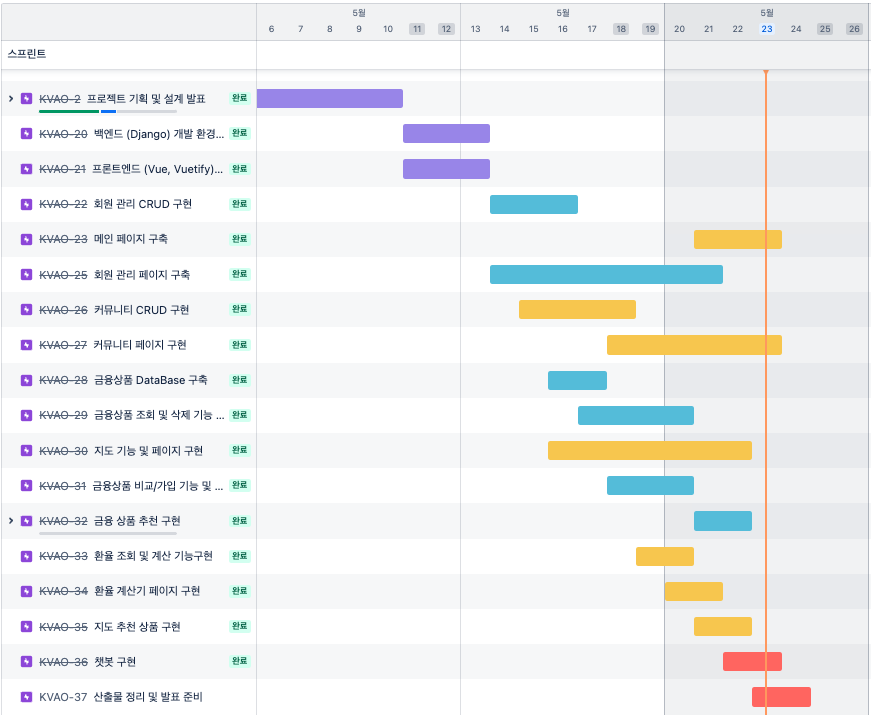 5월 5월 5월
6 7 8 9 10 11 12 13 14 15 16 17 18 19 20 21 22 23 24 25 26
스프린트
KVAO-2 프로젝트 기획 및 설계 발표 완료
KVAO-20 백엔드 (Django) 개발 환경... 완료
KVAO-21 프론트엔드 (Vue, Vuetify)... 완료
KVAO-22 회원 관리 CRUD 구현 완료
KVAO-23 메인 페이지 구축 완료
KVAO-25 회원 관리 페이지 구축 완료
KVAO-26 커뮤니티 CRUD 구현 완료
KVAO-27 커뮤니티 페이지 구현 완료
KVAO-28 금융상품 DataBase 구축 완료
KVAO-29 금융상품 조회 및 삭제 기능 ... 완료
KVAO-30 지도 기능 및 페이지 구현 완료
KVAO-31 금융상품 비교/가입 기능 및 ... 완료
KVAO-32 금융 상품 추천 구현 완료
KVAO-33 환율 조회 및 계산 기능구현 완료
KVAO-34 환율 계산기 페이지 구현 완료
KVAO-35 지도 추천 상품 구현 완료
KVAO-36 챗봇 구현 완료
KVAO-37 산출물 정리 및 발표 준비